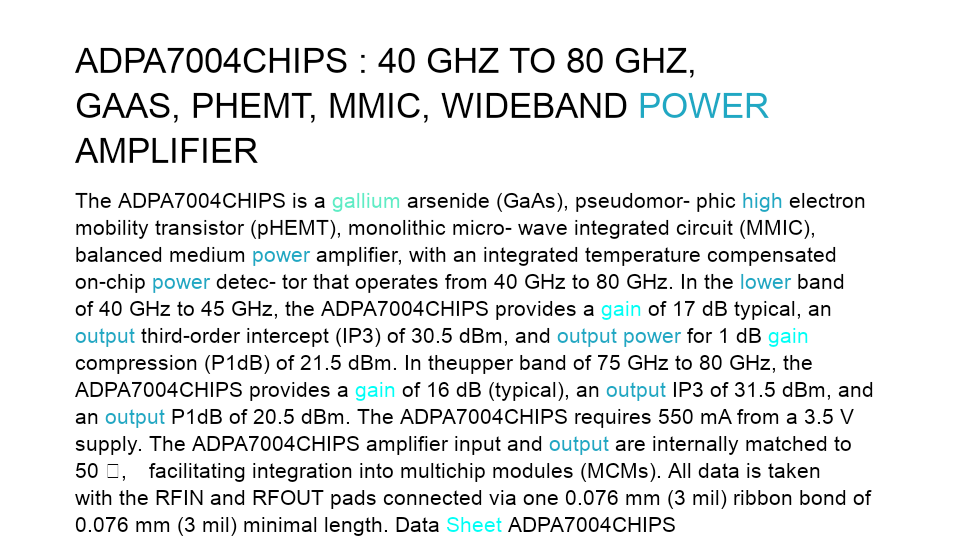 ADPA7004CHIPS : 40 GHZ TO 80 GHZ,
GAAS, PHEMT, MMIC, WIDEBAND POWER
AMPLIFIER
The ADPA7004CHIPS is a gallium arsenide (GaAs), pseudomor- phic high electron
mobility transistor (pHEMT), monolithic micro- wave integrated circuit (MMIC),
balanced medium power amplifier, with an integrated temperature compensated
on-chip power detec- tor that operates from 40 GHz to 80 GHz. In the lower band
of 40 GHz to 45 GHz, the ADPA7004CHIPS provides a gain of 17 dB typical, an
output third-order intercept (IP3) of 30.5 dBm, and output power for 1 dB gain
compression (P1dB) of 21.5 dBm. In theupper band of 75 GHz to 80 GHz, the
ADPA7004CHIPS provides a gain of 16 dB (typical), an output IP3 of 31.5 dBm, and
an output P1dB of 20.5 dBm. The ADPA7004CHIPS requires 550 mA from a 3.5 V
supply. The ADPA7004CHIPS amplifier input and output are internally matched to
50 , facilitating integration into multichip modules (MCMs). All data is taken
with the RFIN and RFOUT pads connected via one 0.076 mm (3 mil) ribbon bond of
0.076 mm (3 mil) minimal length. Data Sheet ADPA7004CHIPS